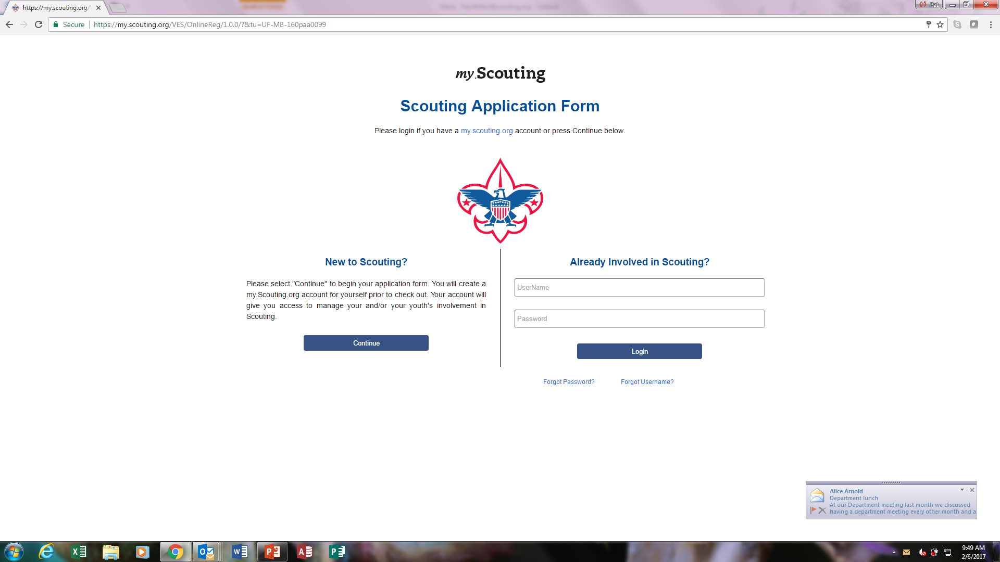 https://my.scouting.org/
Pat
Secure
https://my.scouting.org/VES/OnlineReg/1.0.0/?&tu=UF-MB-160paa0099
my.Scouting
Scouting Application Form
Please login if you have a my.scouting.org account or press Continue below.
New to Scouting?
Please select "Continue" to begin your application form. You will create a
my.Scouting.org account for yourself prior to check out. Your account will
give you access to manage your and/or your youth's involvement in
Scouting.
Continue
Already Involved in Scouting?
UserName
Password
Login
Forgot Password?
Forgot Username?
Alice Arnold
Department lunch
At our Department meeting last month we discussed
having a department meeting every other month and a
9:49 AM
2/6/2017